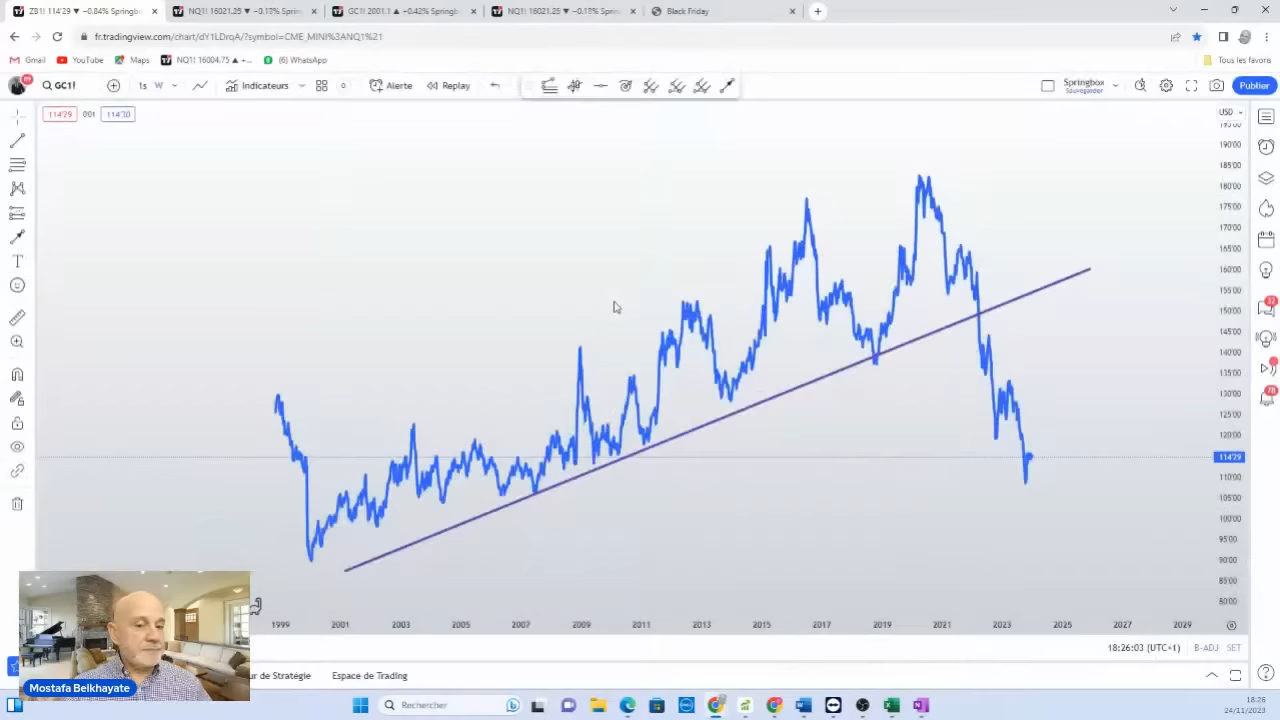 ZB1! 114'29 ▼ −0.84% Springbo
NQ1! 16021.25 ▼ −0.17% Spring
GC1! 2001.1 ▲ +0.42% Springbo
NQ1! 16021.25 ▼ −0.15% Spring
Black Friday
fr.tradingview.com/chart/dY1LDrqA/?symbol=CME_MINI%3ANQ1%21
Gmail
YouTube
Maps
NQ1! 16004.75 ▲ −...
(6) WhatsApp
Tous les favoris
GC1!
1s
W
Indicateurs
Alerte
Replay
Springbox
Sauvegarder
Publier
114'29
001
114'30
USD
195'00
190'00
185'00
180'00
175'00
170'00
165'00
160'00
155'00
150'00
145'00
140'00
135'00
130'00
125'00
120'00
114'29
110'00
105'00
100'00
95'00
90'00
85'00
80'00
1999
2001
2003
2005
2007
2009
2011
2013
2015
2017
2019
2021
2023
2025
2027
2029
18:26:03 (UTC+1)
B-ADJ
SET
ur de Stratégie
Espace de Trading
Mostafa Belkhayate
Rechercher
18:26
24/11/2023